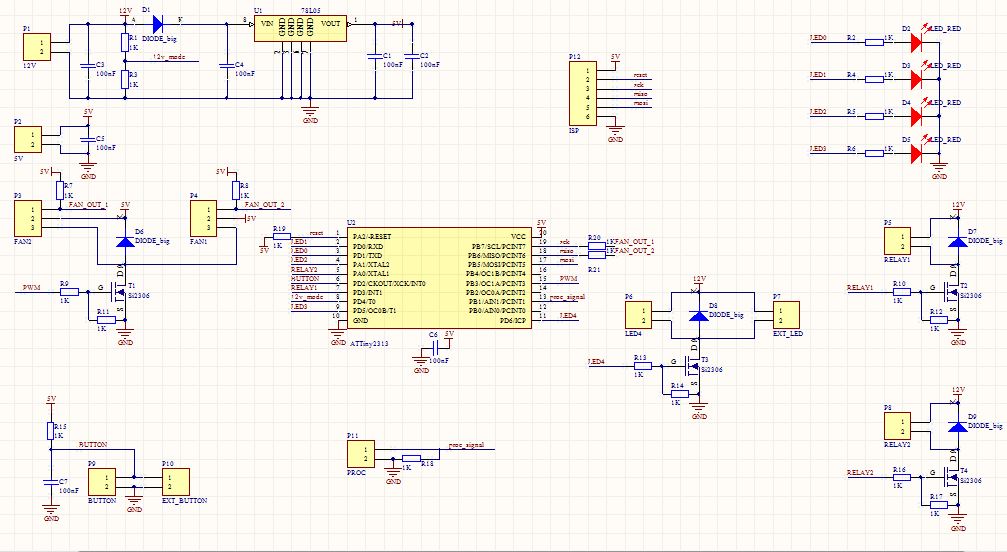 P1
1
2
12V
12V
A
D1
K
DIODE_big
R1
1K
12v_mode
R3
1K
C3
100nF
C4
100nF
U1
78L05
8
VIN
GND
GND
GND
GND
VOUT
1
2
3
6
7
5V
C1
100nF
C2
100nF
GND
P12
1
2
3
4
5
6
ISP
5V
reset
sck
miso
mosi
GND
LED0
R2
1K
D2
LED_RED
LED1
R4
1K
D3
LED_RED
LED2
R5
1K
D4
LED_RED
LED3
R6
1K
D5
LED_RED
GND
P2
1
2
5V
5V
C5
100nF
GND
5V
R7
1K
P3
1
2
3
FAN2
FAN_OUT_1
5V
D6
DIODE_big
PWM
R9
1K
G
D
S
T1
Si2306
R11
1K
GND
5V
R8
1K
P4
1
2
3
FAN1
FAN_OUT_2
5V
U2
R19
1K
5V
reset
LED1
LED0
LED2
RELAY2
BUTTON
RELAY1
12v_mode
LED3
1
2
3
4
5
6
7
8
9
10
PA2/-RESET
PD0/RXD
PD1/TXD
PA1/XTAL2
PA0/XTAL1
PD2/CKOUT/XCK/INT0
PD3/INT1
PD4/T0
PD5/OC0B/T1
GND
VCC
PB7/SCL/PCINT7
PB6/MISO/PCINT6
PB5/MOSI/PCINT5
PB4/OC1B/PCINT4
PB3/OC1A/PCINT3
PB2/OC0A/PCINT2
PB1/AIN1/PCINT1
PB0/AIN0/PCINT0
PD6/ICP
5V
20
19
18
17
16
15
14
13
12
11
sck
miso
mosi
PWM
proc_signal
LED4
R20
1K
FAN_OUT_1
1K
FAN_OUT_2
R21
GND
ATTiny2313
C6
5V
100nF
GND
P6
1
2
LED4
12V
D8
DIODE_big
P7
1
2
EXT_LED
LED4
R13
1K
G
D
S
T3
Si2306
R14
1K
GND
P5
1
2
RELAY1
12V
D7
DIODE_big
RELAY1
R10
1K
G
D
S
T2
Si2306
R12
1K
GND
P8
1
2
RELAY2
12V
D9
DIODE_big
RELAY2
R16
1K
G
D
S
T4
Si2306
R17
1K
GND
5V
R15
1K
BUTTON
C7
100nF
GND
P9
1
2
BUTTON
GND
P10
1
2
EXT_BUTTON
P11
1
2
PROC
proc_signal
1K
R18
GND